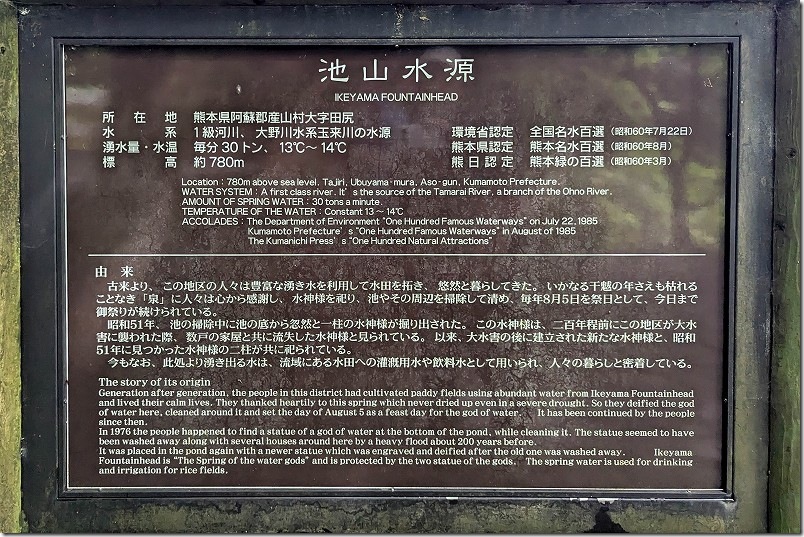 池山水源
IKEYAMA FOUNTAINHEAD
所在地 熊本県阿蘇郡産山村大字田尻
水系 1級河川、大野川水系玉来川の水源
湧水量・水温 毎分30トン、13℃〜14℃
標高 約780m
環境省認定 全国名水百選(昭和60年7月22日)
熊本県認定 熊本名水百選(昭和60年8月)
熊日認定 熊本緑の百選(昭和60年3月)
Location : 780m above sea level. Tajiri, Ubuyama-mura, Aso-gun, Kumamoto Prefecture.
WATER SYSTEM : A first class river. It's the source of the Tamarai River, a branch of the Ohno River.
AMOUNT OF SPRING WATER : 30 tons a minute.
TEMPERATURE OF THE WATER : Constant 13〜14℃
ACCOLADES : The Department of Environment "One Hundred Famous Waterways" on July 22,1985
Kumamoto Prefecture's "One Hundred Famous Waterways" in August of 1985
The Kumanichi Press's "One Hundred Natural Attractions"
由来
古来より、この地区の人々は豊富な湧き水を利用して水田を拓き、悠然と暮らしてきた。いかなる干魃の年さえも枯れる
ことなき「泉」に人々は心から感謝し、水神様を祀り、池やその周辺を掃除して清め、毎年8月5日を祭日として、今日まで
御祭りが続けられている。
昭和51年、池の掃除中に池の底から忽然と一柱の水神様が掘り出された。この水神様は、二百年程前にこの地区が大水
害に襲われた際、数戸の家屋と共に流失した水神様と見られている。以来、大水害の後に建立された新たな水神様と、昭和
51年に見つかった水神様の二柱が共に祀られている。
今もなお、此処より湧き出る水は、流域にある水田への灌漑用水や飲料水として用いられ、人々の暮らしと密着している。
The story of its origin
Generation after generation, the people in this district had cultivated paddy fields using abundant water from Ikeyama Fountainhead
and lived their calm lives. They thanked heartily to this spring which never dried up even in a severe drought. So they deified the god
of water here, cleaned around it and set the day of August 5 as a feast day for the god of water. It has been continued by the people
since then.
In 1976 the people happened to find a statue of a god of water at the bottom of the pond, while cleaning it. The statue seemed to have
been washed away along with several houses around here by a heavy flood about 200 years before.
It was placed in the pond again with a newer statue which was engraved and deified after the old one was washed away. Ikeyama
Fountainhead is "The Spring of the water gods" and is protected by the two statue of the gods. The spring water is used for drinking
and irrigation for rice fields.